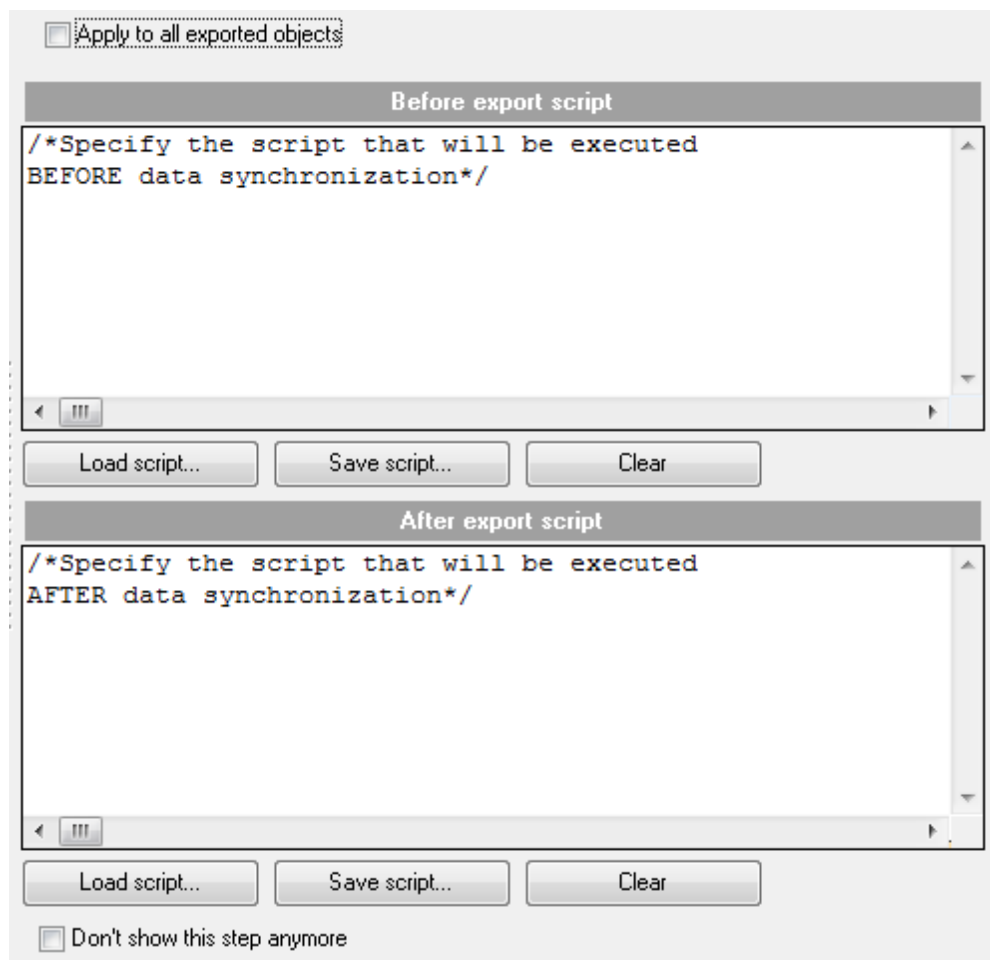 Apply to all exported objects
Before export script
/*Specify the script that will be executed
BEFORE data synchronization*/
Load script... Save script... Clear
After export script
/*Specify the script that will be executed
AFTER data synchronization*/
Load script... Save script... Clear
Don't show this step anymore